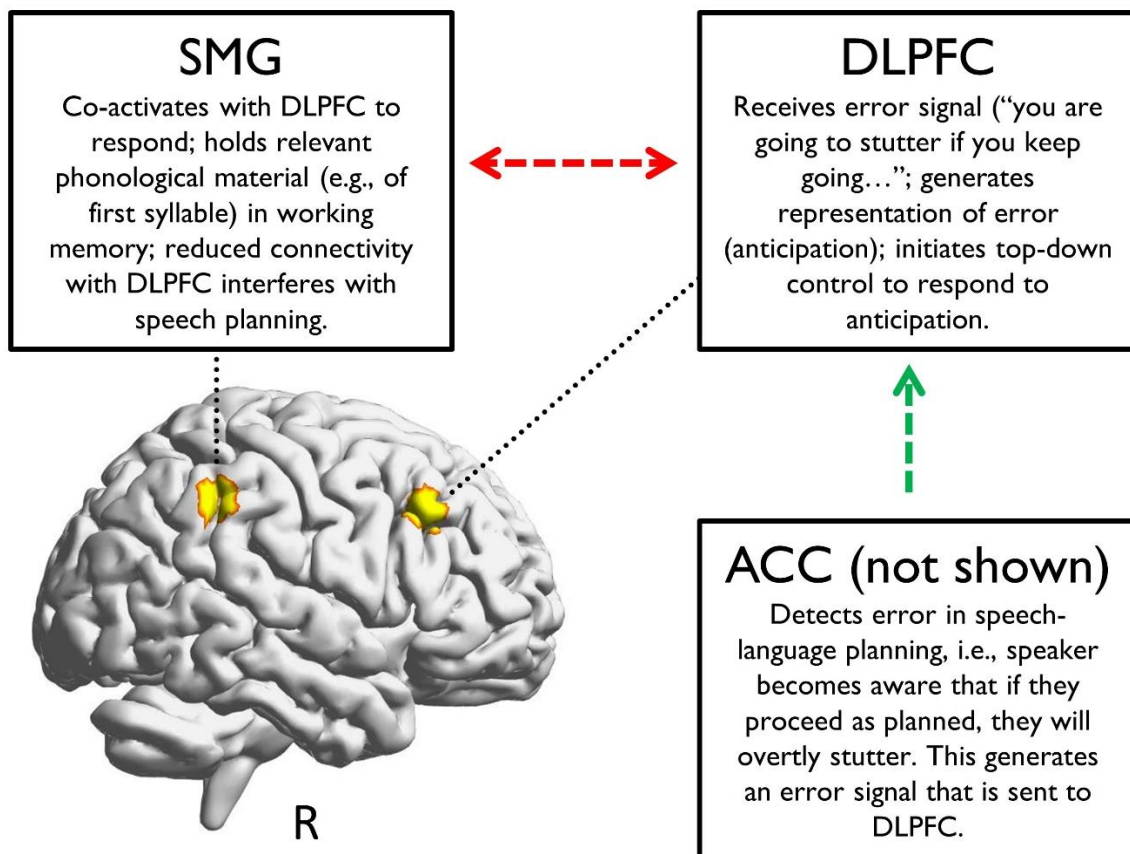 SMG
Co-activates with DLPFC to
respond; holds relevant
phonological material (e.g., of
first syllable) in working
memory; reduced connectivity
with DLPFC interferes with
speech planning.
DLPFC
Receives error signal (“you are
going to stutter if you keep
going…”; generates
representation of error
(anticipation); initiates top-down
control to respond to
anticipation.
ACC (not shown)
Detects error in speech-
language planning, i.e., speaker
becomes aware that if they
proceed as planned, they will
overtly stutter. This generates
an error signal that is sent to
DLPFC.
R